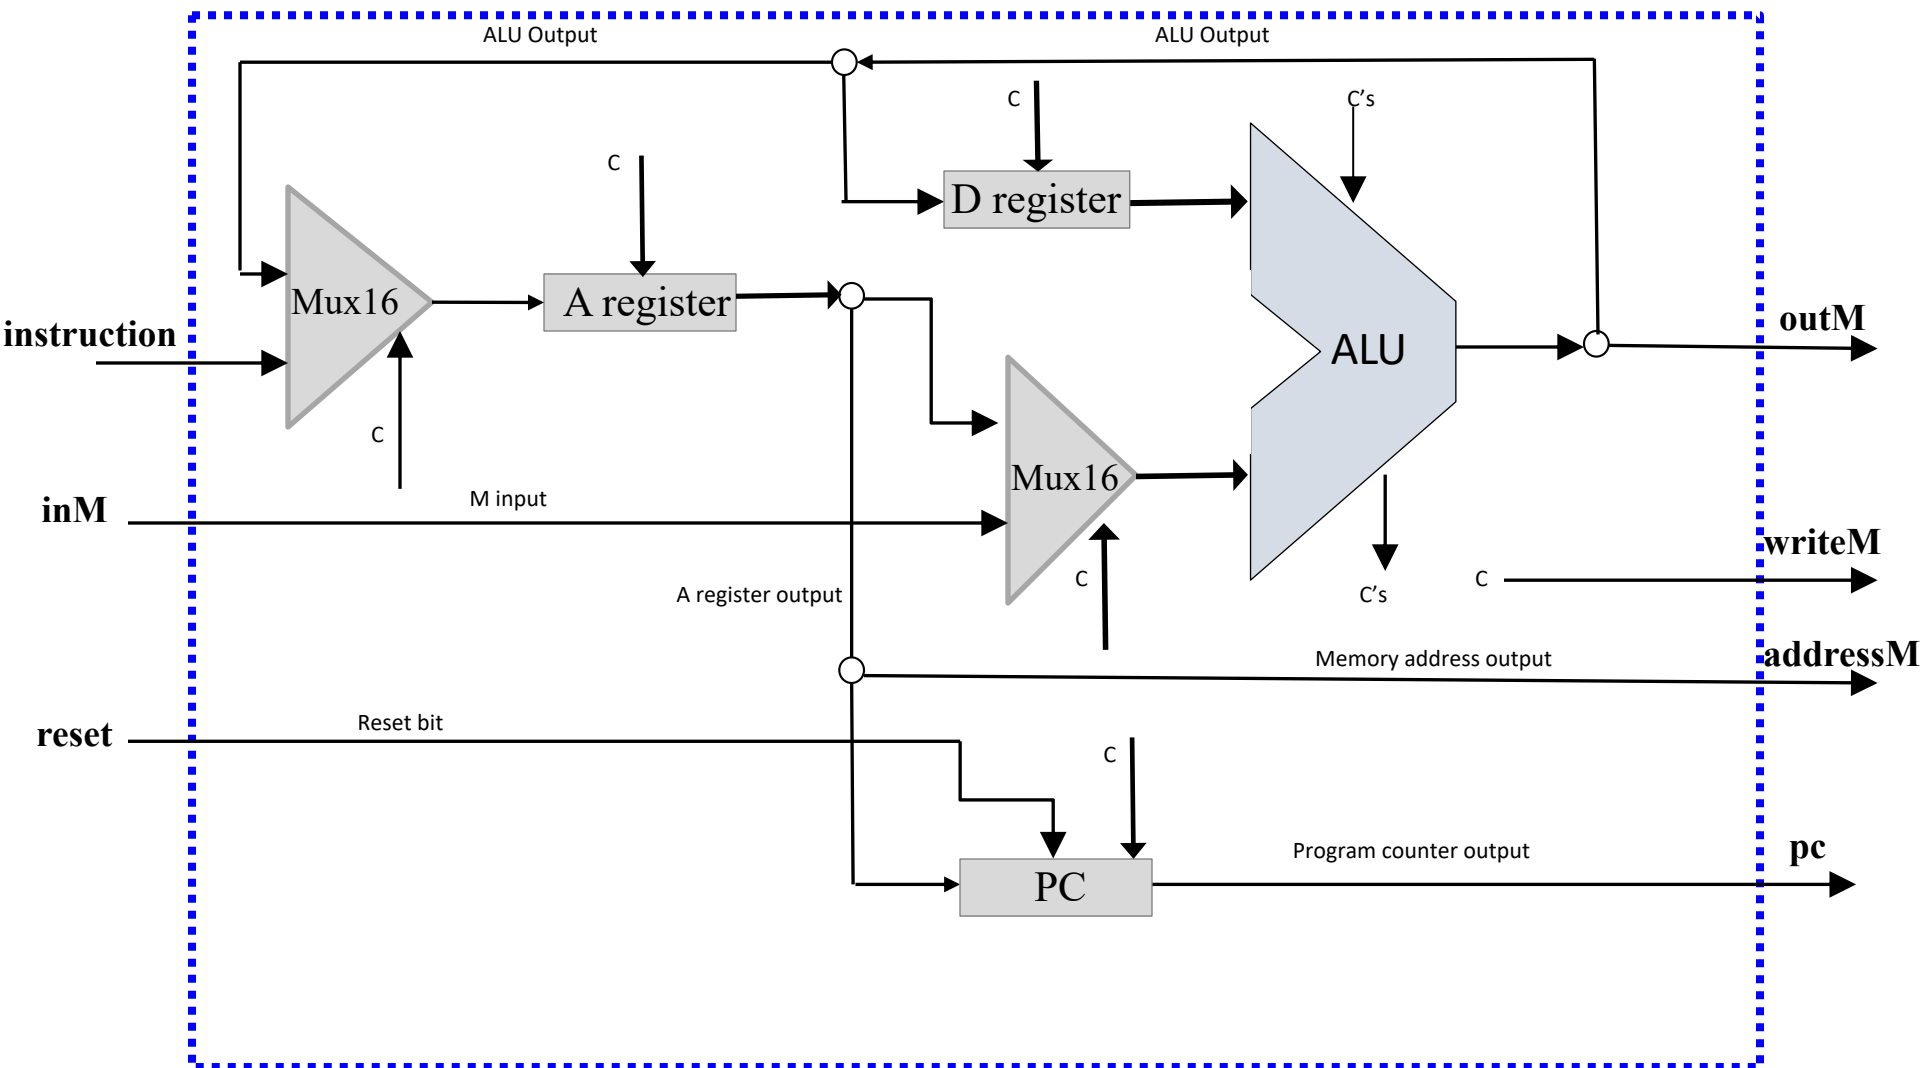 ALU Output
ALU Output
C
C's
C
D register
Mux16
A register
instruction
outM
ALU
C
Mux16
M input
inM
writeM
C
C
A register output
C's
Memory address output
addressM
Reset bit
reset
C
Program counter output
pc
PC